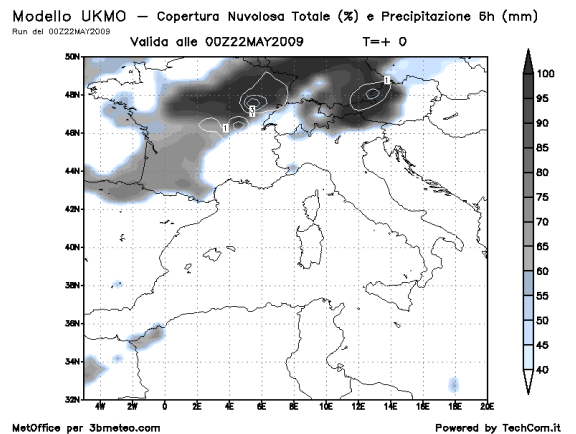 Modello UKMO — Copertura Nuvolosa Totale (%) e Precipitazione 6h (mm)
Run del 00Z22MAY2009
Valida alle 00Z22MAY2009 T=+ 0
50N
48N
46N
44N
42N
40N
38N
36N
34N
32N
4W 2W 0 2E 4E 6E 8E 10E 12E 14E 16E 18E 20E
1
1
5
100
95
90
85
80
75
70
65
60
55
50
45
40
MetOffice per 3bmeteo.com
Powered by TechCom.it